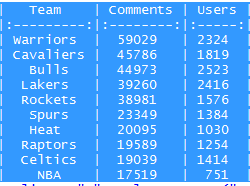 | Team | Comments | Users
|:---------:|:---------|:---------:
| Warriors | 59029 | 2324
| Cavaliers | 45786 | 1819
| Bulls | 44973 | 2523
| Lakers | 39260 | 2416
| Rockets | 38981 | 1576
| Spurs | 23349 | 1384
| Heat | 20095 | 1030
| Raptors | 19589 | 1254
| Celtics | 19039 | 1414
| NBA | 17519 | 751